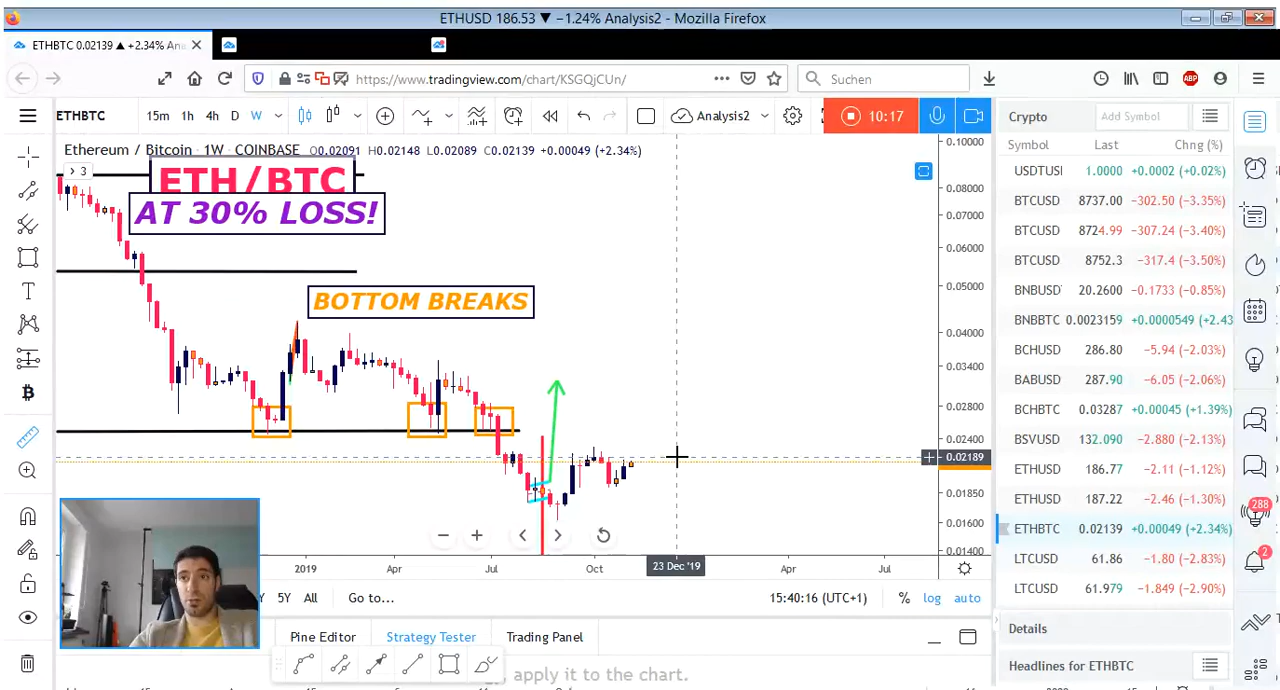 ETHUSD 186.53 ▼ −1.24% Analysis2 - Mozilla Firefox
ETHBTC 0.02139 ▲ +2.34% Ana
https://www.tradingview.com/chart/KSGQjCUn/
Suchen
ABP
ETHBTC 15m 1h 4h D W
Analysis2
10:17
Ethereum / Bitcoin · 1W · COINBASE O0.02091 H0.02148 L0.02089 C0.02139 +0.00049 (+2.34%)
3
ETH/BTC
AT 30% LOSS!
BOTTOM BREAKS
0.10000
0.08000
0.07000
0.06000
0.05000
0.04000
0.03400
0.02800
0.02400
0.02189
0.01850
0.01600
0.01400
2019 Apr Jul Oct 23 Dec '19 Apr Jul
Y 5Y All Go to... 15:40:16 (UTC+1) % log auto
Pine Editor Strategy Tester Trading Panel
apply it to the chart.
Crypto Add Symbol
Symbol Last Chng (%)
USDTUSI 1.0000 +0.0002 (+0.02%)
BTCUSD 8737.00 −302.50 (−3.35%)
BTCUSD 8724.99 −307.24 (−3.40%)
BTCUSD 8752.3 −317.4 (−3.50%)
BNBUSD 20.2600 −0.1733 (−0.85%)
BNBBTC 0.0023159 +0.0000549 (+2.43
BCHUSD 286.80 −5.94 (−2.03%)
BABUSD 287.90 −6.05 (−2.06%)
BCHBTC 0.03287 +0.00045 (+1.39%)
BSVUSD 132.090 −2.880 (−2.13%)
ETHUSD 186.77 −2.11 (−1.12%)
ETHUSD 187.22 −2.46 (−1.30%)
ETHBTC 0.02139 +0.00049 (+2.34%)
LTCUSD 61.86 −1.80 (−2.83%)
LTCUSD 61.979 −1.849 (−2.90%)
Details
Headlines for ETHBTC
288
2